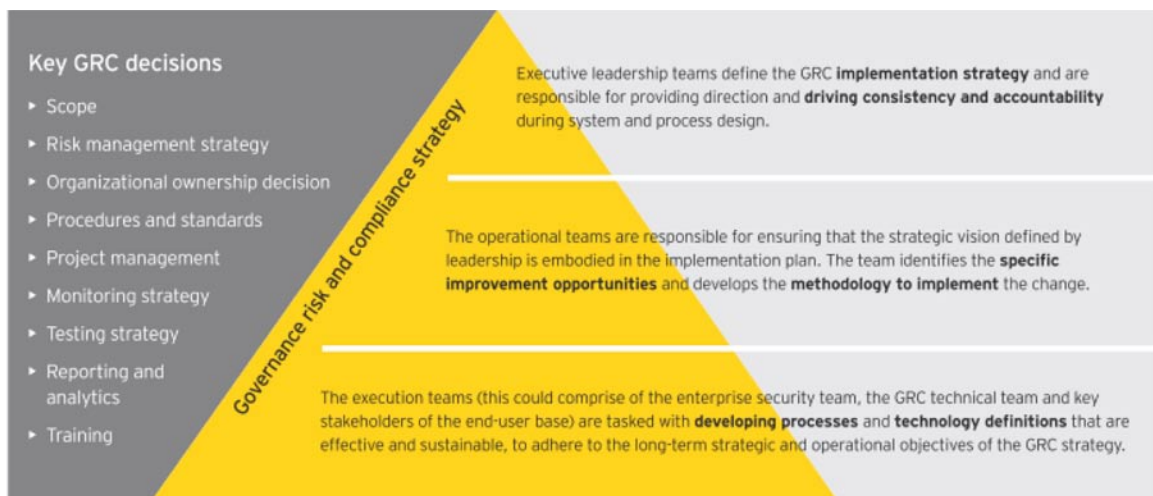 Key GRC decisions
▸ Scope
▸ Risk management strategy
▸ Organizational ownership decision
▸ Procedures and standards
▸ Project management
▸ Monitoring strategy
▸ Testing strategy
▸ Reporting and
analytics
▸ Training
Governance risk and compliance strategy
Executive leadership teams define the GRC implementation strategy and are
responsible for providing direction and driving consistency and accountability
during system and process design.
The operational teams are responsible for ensuring that the strategic vision defined by
leadership is embodied in the implementation plan. The team identifies the specific
improvement opportunities and develops the methodology to implement the change.
The execution teams (this could comprise of the enterprise security team, the GRC technical team and key
stakeholders of the end-user base) are tasked with developing processes and technology definitions that are
effective and sustainable, to adhere to the long-term strategic and operational objectives of the GRC strategy.